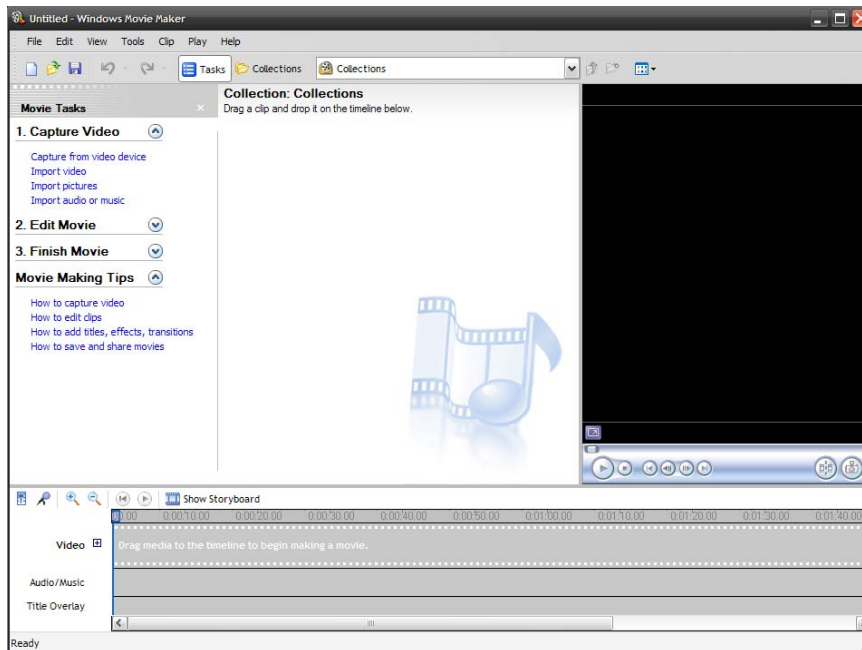 Untitled - Windows Movie Maker
File Edit View Tools Clip Play Help
Tasks Collections Collections
Movie Tasks
Collection: Collections
Drag a clip and drop it on the timeline below.
1. Capture Video
Capture from video device
Import video
Import pictures
Import audio or music
2. Edit Movie
3. Finish Movie
Movie Making Tips
How to capture video
How to edit clips
How to add titles, effects, transitions
How to save and share movies
Show Storyboard
0:00:10.00 0:00:20.00 0:00:30.00 0:00:40.00 0:00:50.00 0:01:00.00 0:01:10.00 0:01:20.00 0:01:30.00 0:01:40.00
Video Drag media to the timeline to begin making a movie.
Audio/Music
Title Overlay
Ready